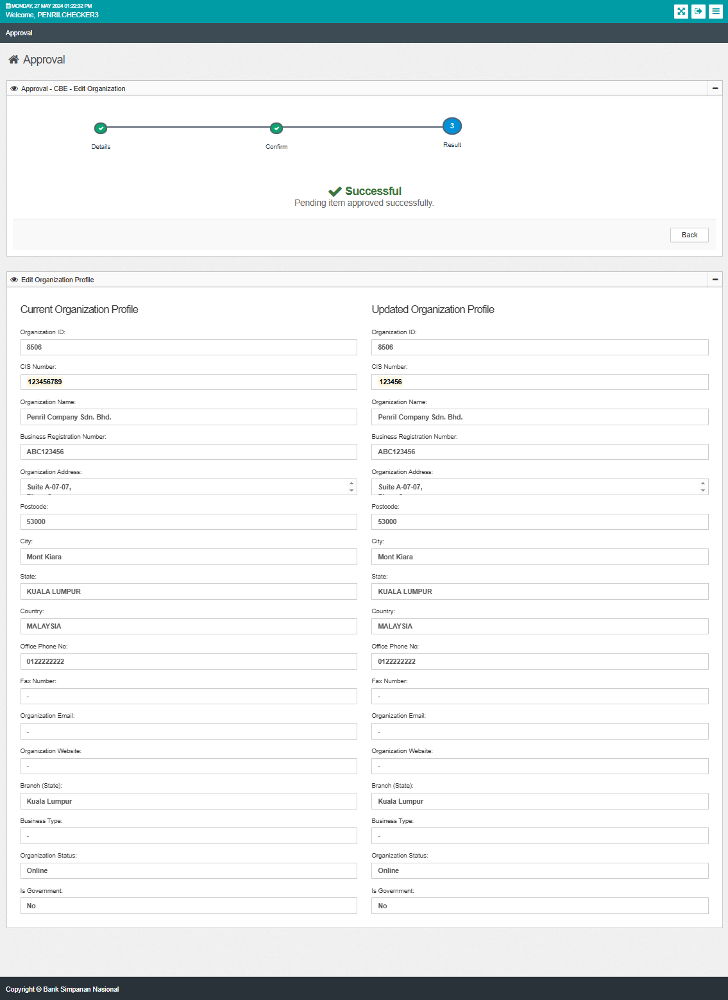 MONDAY, 27 MAY 2024 01:22:32 PM
Welcome, PENRILCHECKER3
Approval
Approval
Approval - CBE - Edit Organization
3
Details
Confirm
Result
Successful
Pending item approved successfully.
Back
Edit Organization Profile
Current Organization Profile
Organization ID:
8506
CIS Number:
123456789
Organization Name:
Penril Company Sdn. Bhd.
Business Registration Number:
ABC123456
Organization Address:
Suite A-07-07,
Postcode:
53000
City:
Mont Kiara
State:
KUALA LUMPUR
Country:
MALAYSIA
Office Phone No:
0122222222
Fax Number:
-
Organization Email:
-
Organization Website:
-
Branch (State):
Kuala Lumpur
Business Type:
-
Organization Status:
Online
Is Government:
No
Updated Organization Profile
Organization ID:
8506
CIS Number:
123456
Organization Name:
Penril Company Sdn. Bhd.
Business Registration Number:
ABC123456
Organization Address:
Suite A-07-07,
Postcode:
53000
City:
Mont Kiara
State:
KUALA LUMPUR
Country:
MALAYSIA
Office Phone No:
0122222222
Fax Number:
-
Organization Email:
-
Organization Website:
-
Branch (State):
Kuala Lumpur
Business Type:
-
Organization Status:
Online
Is Government:
No
Copyright © Bank Simpanan Nasional